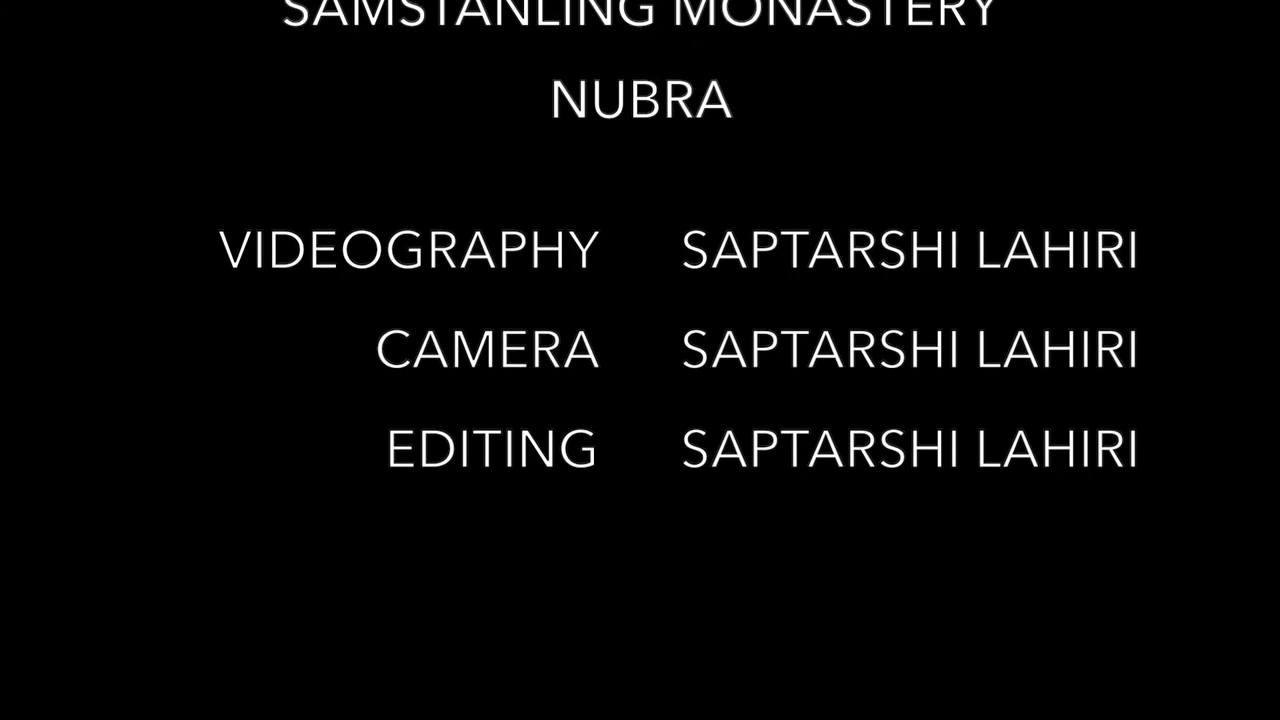 SAMSTANLING MONASTERY
NUBRA
VIDEOGRAPHY SAPTARSHI LAHIRI
CAMERA SAPTARSHI LAHIRI
EDITING SAPTARSHI LAHIRI